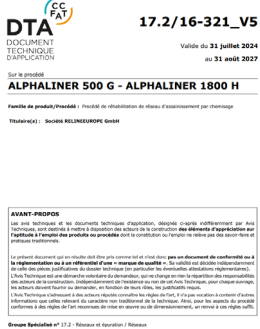 CC
FAT
DTA
DOCUMENT
TECHNIQUE
D'APPLICATION
17.2/16-321_V5
Valide du 31 juillet 2024
au 31 août 2027
Sur le procédé
ALPHALINER 500 G - ALPHALINER 1800 H
Famille de produit/Procédé : Procédé de réhabilitation de réseau d'assainissement par chemisage
Titulaire(s) : Société RELINEEUROPE GmbH
AVANT-PROPOS
Les avis techniques et les documents techniques d'application, désignés ci-après indifféremment par Avis
Techniques, sont destinés à mettre à disposition des acteurs de la construction des éléments d'appréciation sur
l'aptitude à l'emploi des produits ou procédés dont la constitution ou l'emploi ne relève pas des savoir-faire et
pratiques traditionnels.
Le présent document qui en résulte doit être pris comme tel et n'est donc pas un document de conformité ou à
la réglementation ou à un référentiel d'une « marque de qualité ». Sa validité est décidée indépendamment
de celle des pièces justificatives du dossier technique (en particulier les éventuelles attestations réglementaires).
L'Avis Technique est une démarche volontaire du demandeur, qui ne change en rien la répartition des responsabilités
des acteurs de la construction. Indépendamment de l'existence ou non de cet Avis Technique, pour chaque ouvrage,
les acteurs doivent fournir ou demander, en fonction de leurs rôles, les justificatifs requis.
L'Avis Technique s'adressant à des acteurs réputés connaître les règles de l'art, il n'a pas vocation à contenir d'autres
informations que celles relevant du caractère non traditionnel de la technique. Ainsi, pour les aspects du procédé
conformes à des règles de l'art reconnues de mise en œuvre ou de dimensionnement, un renvoi à ces règles suffit.
Groupe Spécialisé n° 17.2 - Réseaux et épuration / Réseaux